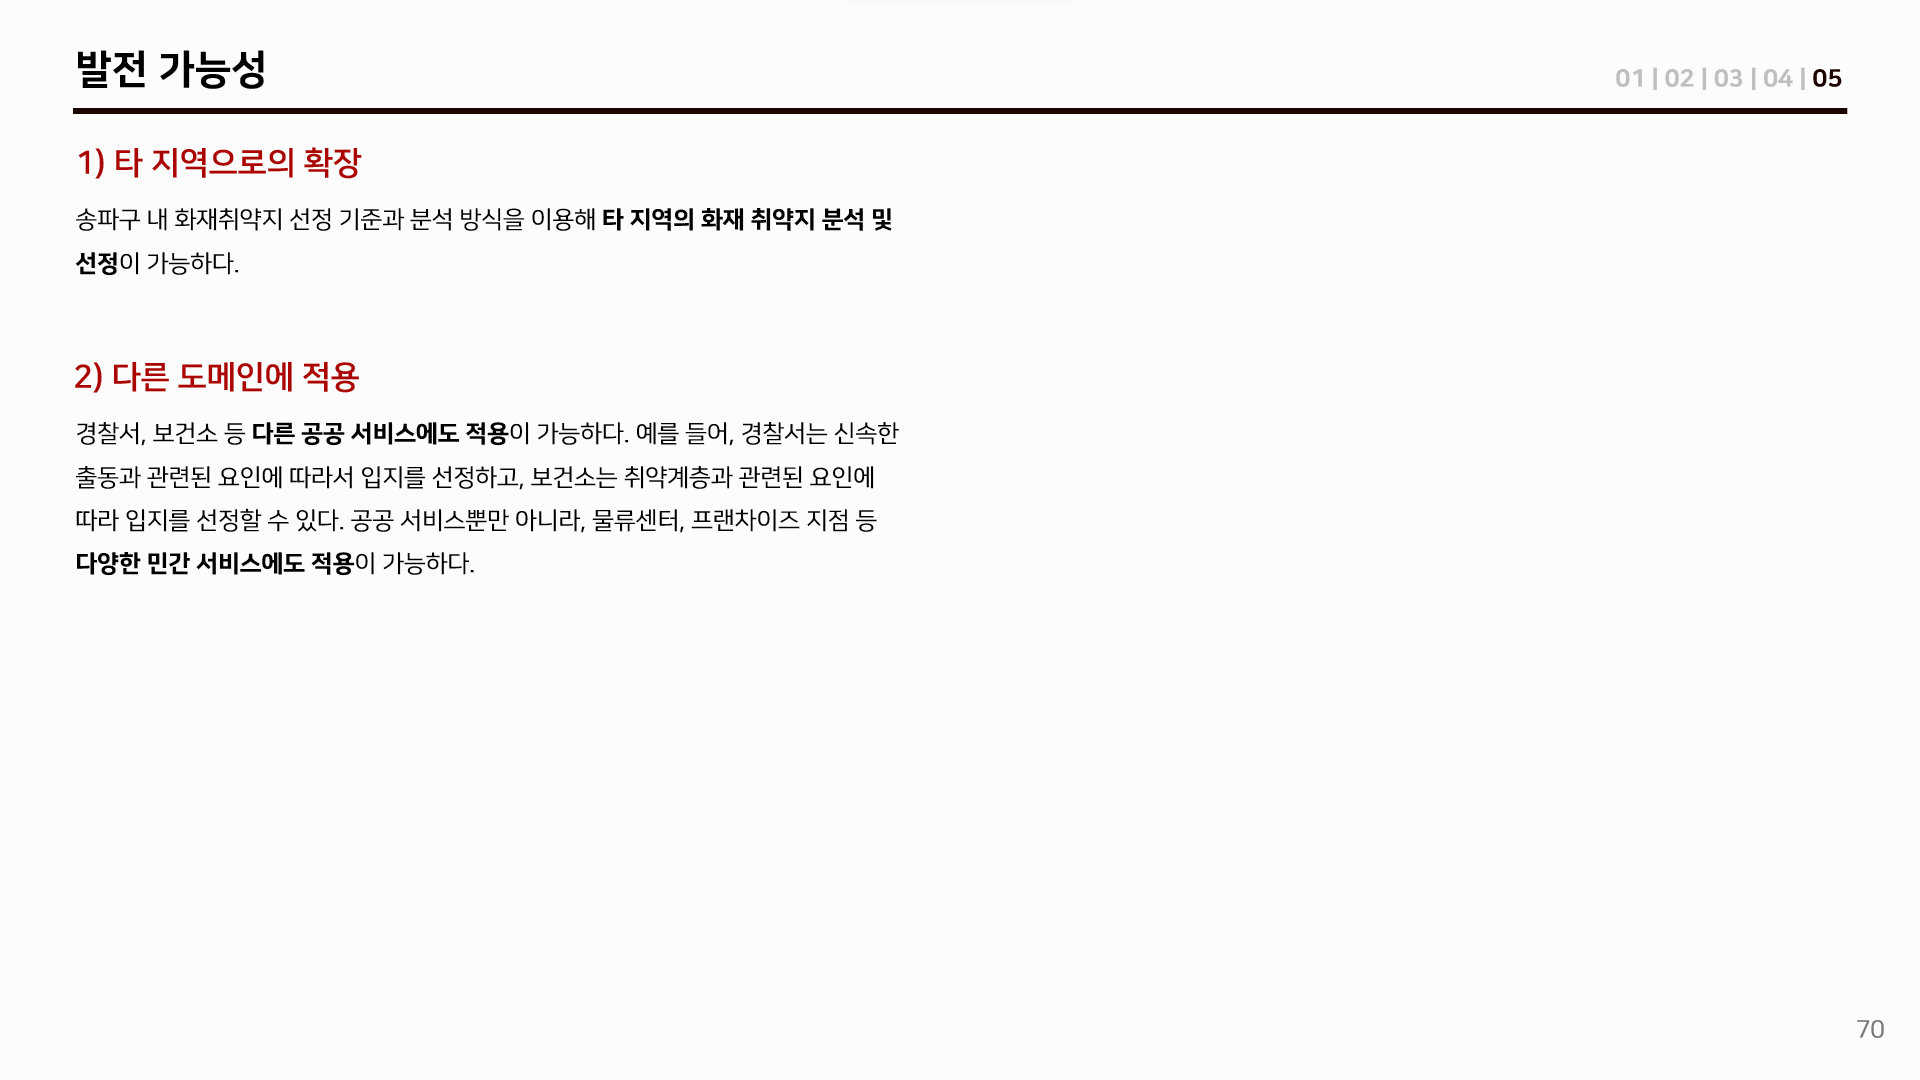 발전 가능성
01 | 02 | 03 | 04 | 05
1) 타 지역으로의 확장
송파구 내 화재취약지 선정 기준과 분석 방식을 이용해 타 지역의 화재 취약지 분석 및
선정이 가능하다.
2) 다른 도메인에 적용
경찰서, 보건소 등 다른 공공 서비스에도 적용이 가능하다. 예를 들어, 경찰서는 신속한
출동과 관련된 요인에 따라서 입지를 선정하고, 보건소는 취약계층과 관련된 요인에
따라 입지를 선정할 수 있다. 공공 서비스뿐만 아니라, 물류센터, 프랜차이즈 지점 등
다양한 민간 서비스에도 적용이 가능하다.
70